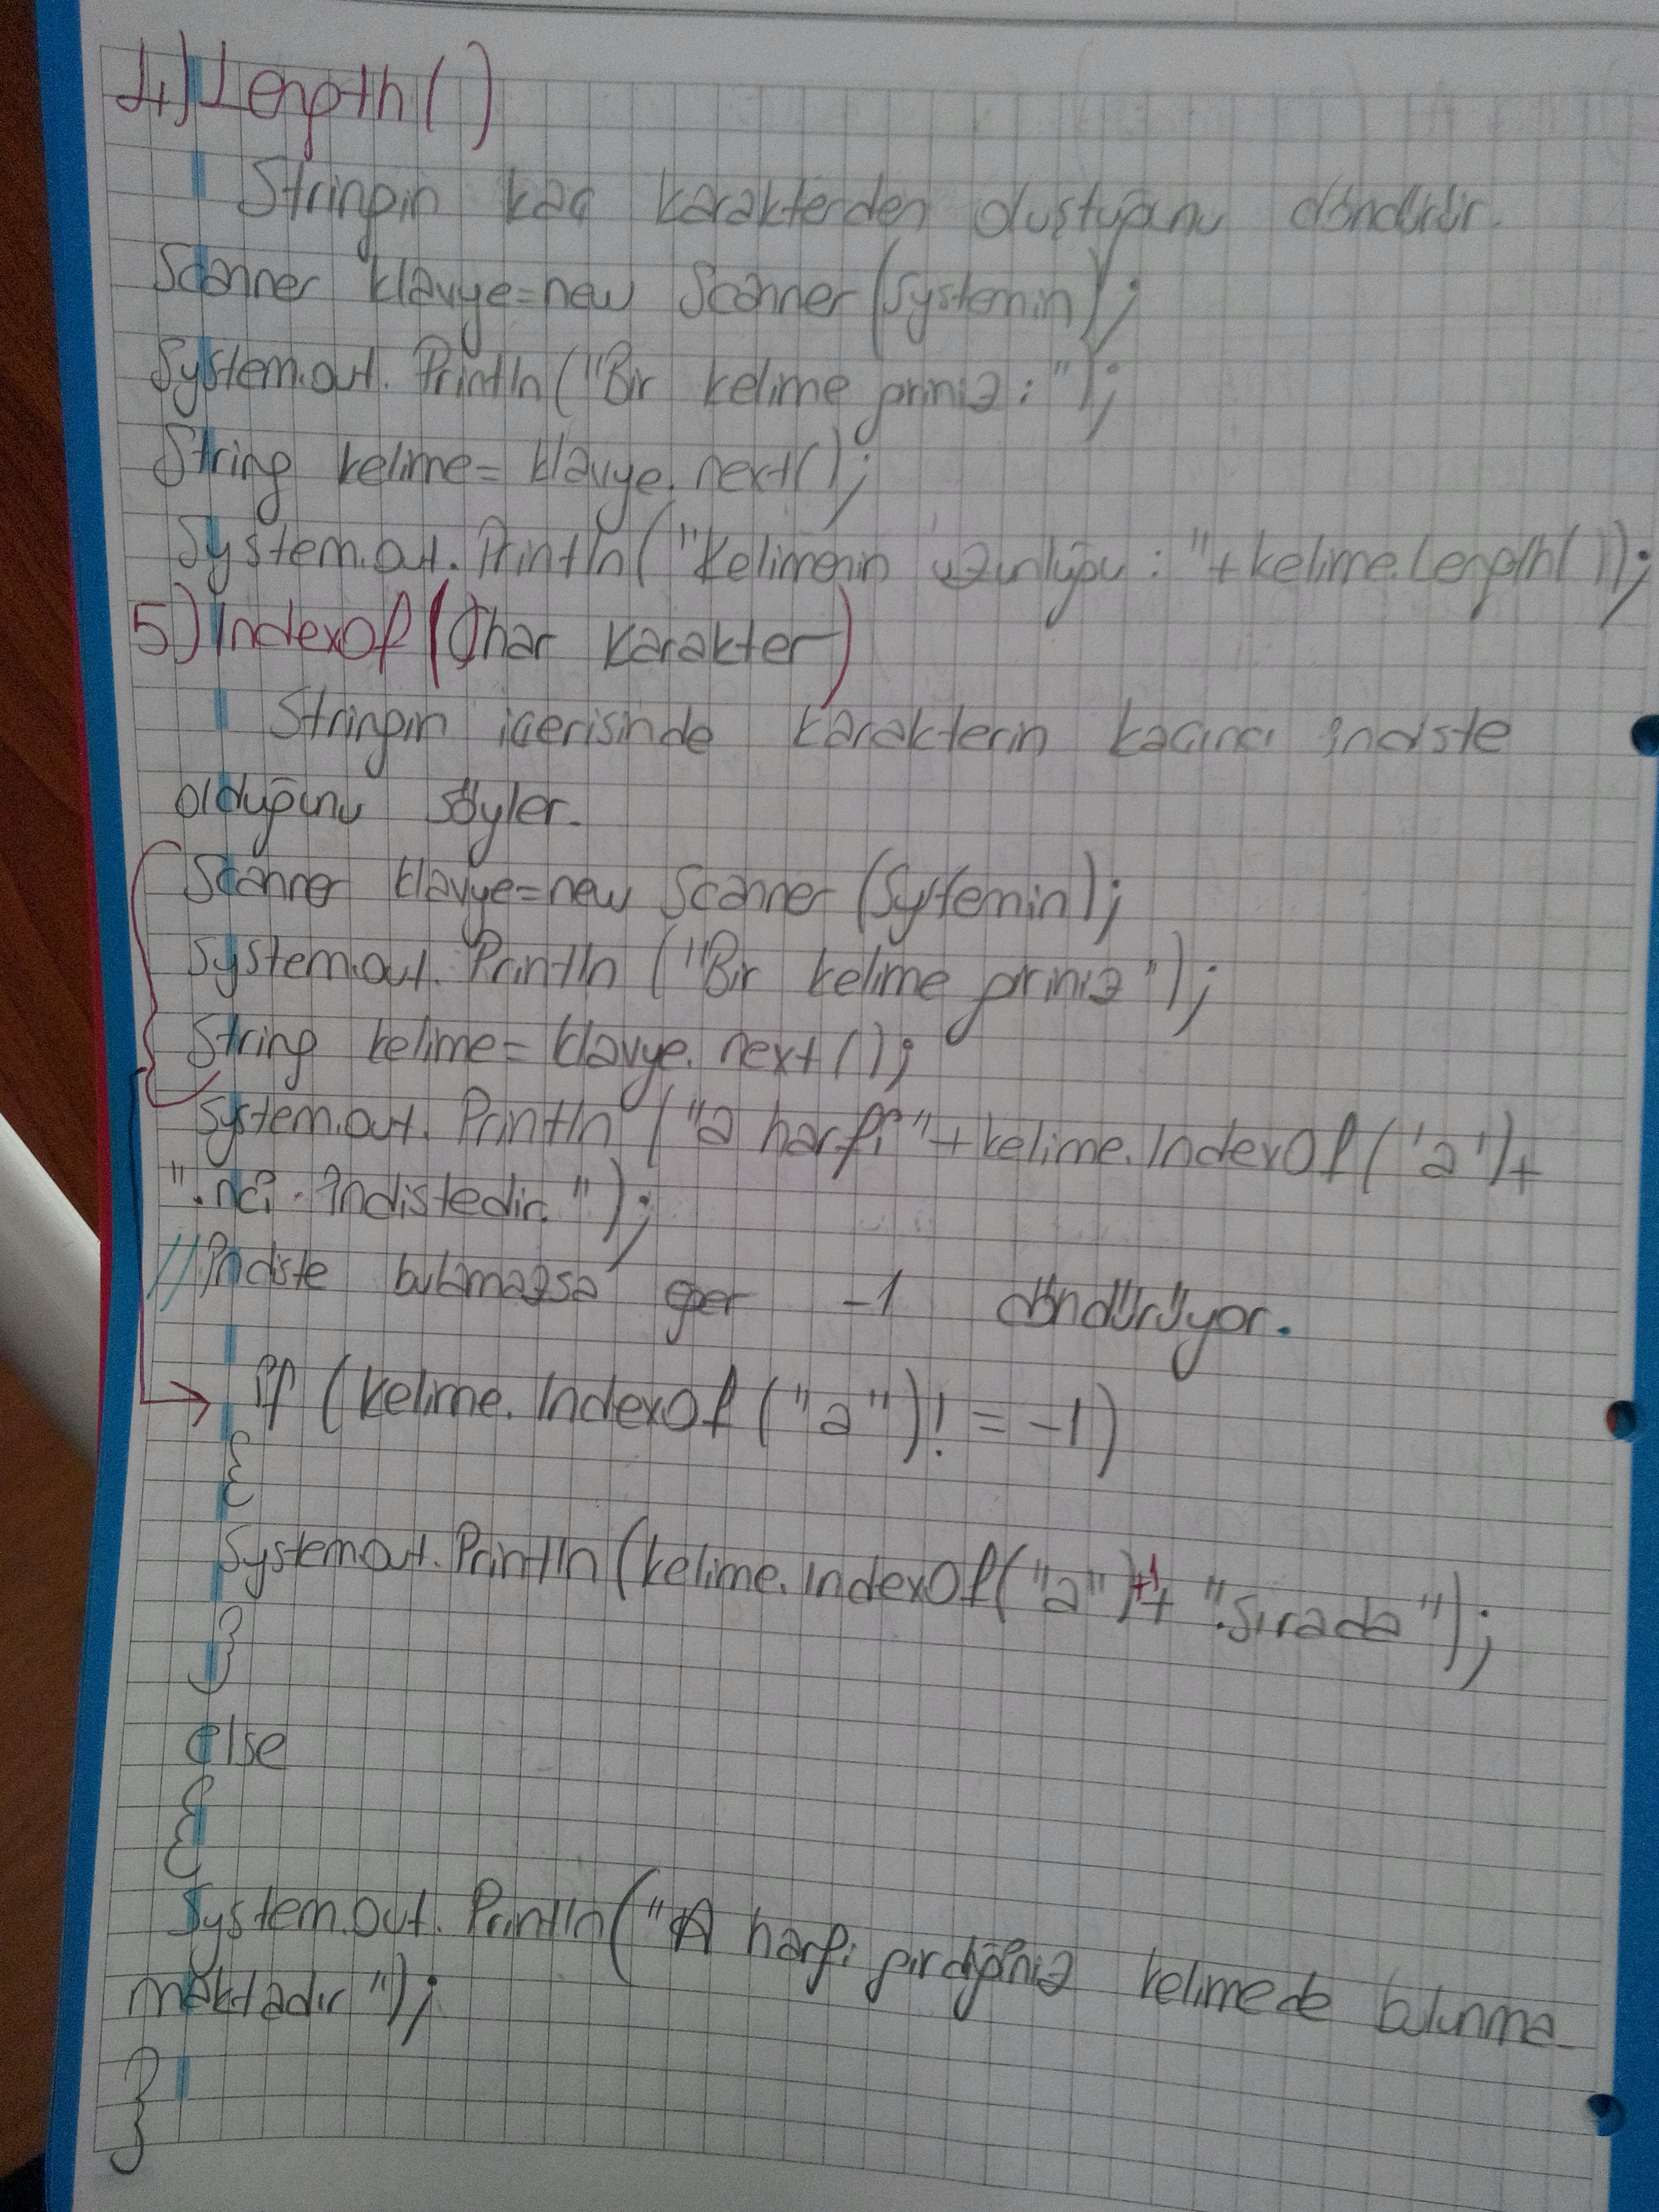 4) Length()
Stringin kaç karakterden oluştuğunu döndürür.
Scanner klavye=new Scanner(System.in);
System.out.Println("Bir kelime giriniz:");
String kelime=klavye.next();
System.out.Println("Kelimenin uzunluğu: "+kelime.Length());
5) IndexOf(Char karakter)
Stringin içerisinde karakterin kaçıncı indiste
olduğunu söyler.
Scanner klavye=new Scanner(System.in);
System.out.Println("Bir kelime giriniz");
String kelime=klavye.next();
System.out.Println("a harfi"+kelime.IndexOf('a')+
".nci indistedir.");
//İndiste bulamazsa eğer -1 döndürüyor.
if (kelime.IndexOf("a")!=-1)
{
System.out.Println(kelime.IndexOf("a")+1+ ".sırada");
}
else
{
System.out.Println("A harfi girdiğiniz kelimede bulunma
maktadır");
}